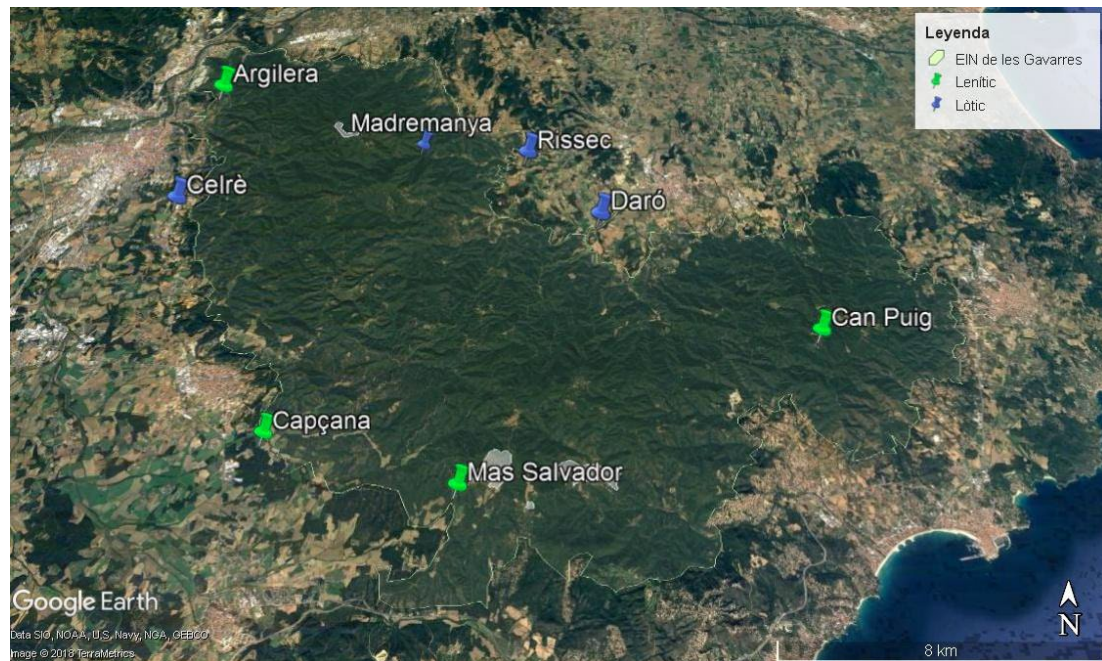 Leyenda
EIN de les Gavarres
Lenític
Lòtic
Argilera
Madremanya
Rissec
Celrè
Daró
Can Puig
Capçana
Mas Salvador
Google Earth
Data SIO, NOAA, U.S. Navy, NGA, GEBCO
Image © 2018 TerraMetrics
N
8 km